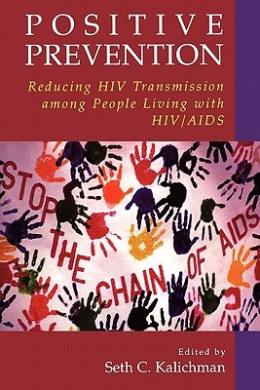 POSITIVE
PREVENTION
Reducing HIV Transmission
among People Living with
HIV/AIDS
STOP
THE CHAIN OF AIDS
Edited by
Seth C. Kalichman